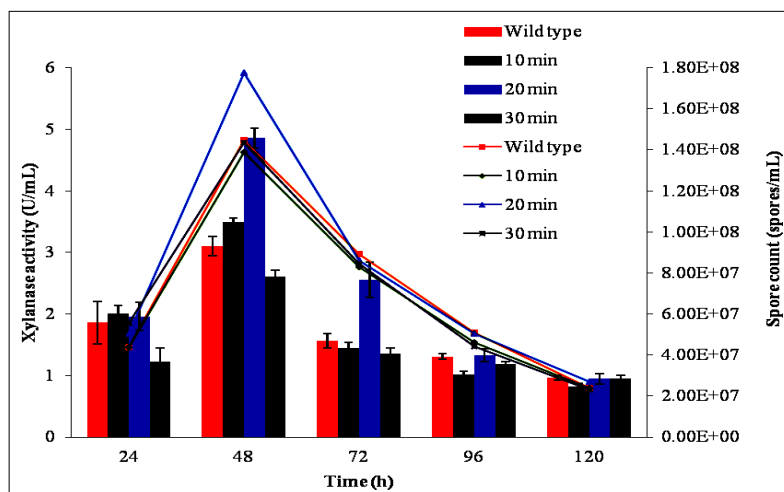 Wild type
10 min
20 min
30 min
Wild type
10 min
20 min
30 min
6
5
4
3
2
1
0
Xylanase activity (U/mL)
1.80E+08
1.60E+08
1.40E+08
1.20E+08
1.00E+08
8.00E+07
6.00E+07
4.00E+07
2.00E+07
0.00E+00
Spore count (spores/mL)
24 48 72 96 120
Time (h)